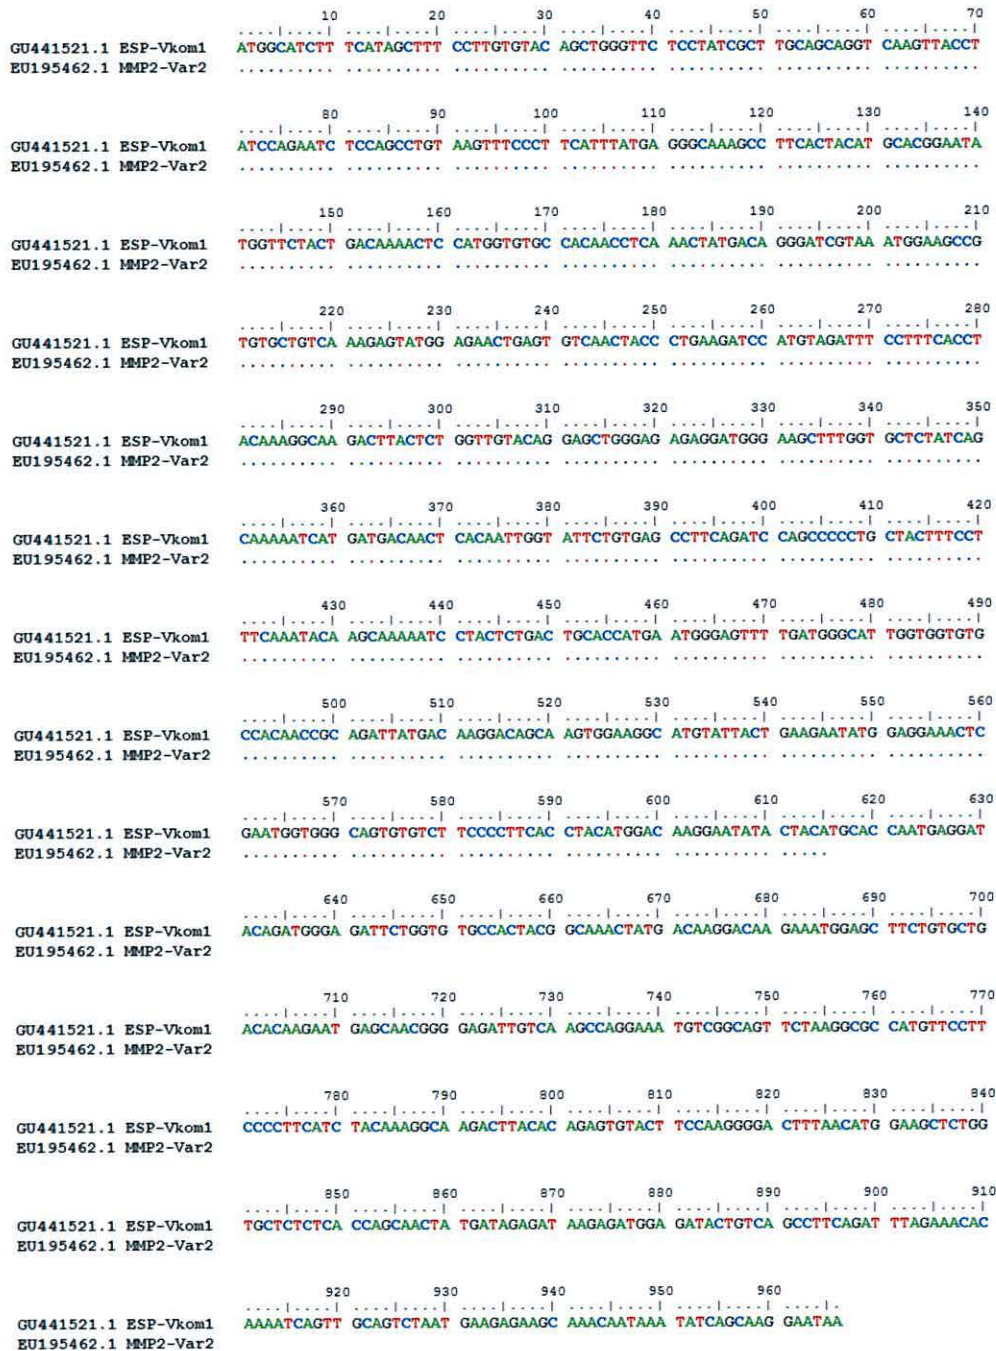 10 20 30 40 50 60 70
GU441521.1 ESP-Vkom1 ATGGCATCTT TCATAGCTTT CCTTGTGTAC AGCTGGGTTC TCCTATCGCT TGCAGCAGGT CAAGTTACCT
EU195462.1 MMP2-Var2 .......... .......... .......... .......... .......... .......... ..........
80 90 100 110 120 130 140
GU441521.1 ESP-Vkom1 ATCCAGAATC TCCAGCCTGT AAGTTTCCCT TCATTTATGA GGGCAAAGCC TTCACTACAT GCACGGAATA
EU195462.1 MMP2-Var2 .......... .......... .......... .......... .......... .......... ..........
150 160 170 180 190 200 210
GU441521.1 ESP-Vkom1 TGGTTCTACT GACAAAACTC CATGGTGTGC CACAACCTCA AACTATGACA GGGATCGTAA ATGGAAGCCG
EU195462.1 MMP2-Var2 .......... .......... .......... .......... .......... .......... ..........
220 230 240 250 260 270 280
GU441521.1 ESP-Vkom1 TGTGCTGTCA AAGAGTATGG AGAACTGAGT GTCAACTACC CTGAAGATCC ATGTAGATTT CCTTTCACCT
EU195462.1 MMP2-Var2 .......... .......... .......... .......... .......... .......... ..........
290 300 310 320 330 340 350
GU441521.1 ESP-Vkom1 ACAAAGGCAA GACTTACTCT GGTTGTACAG GAGCTGGGAG AGAGGATGGG AAGCTTTGGT GCTCTATCAG
EU195462.1 MMP2-Var2 .......... .......... .......... .......... .......... .......... ..........
360 370 380 390 400 410 420
GU441521.1 ESP-Vkom1 CAAAAATCAT GATGACAACT CACAATTGGT ATTCTGTGAG CCTTCAGATC CAGCCCCCTG CTACTTTCCT
EU195462.1 MMP2-Var2 .......... .......... .......... .......... .......... .......... ..........
430 440 450 460 470 480 490
GU441521.1 ESP-Vkom1 TTCAAATACA AGCAAAAATC CTACTCTGAC TGCACCATGA ATGGGAGTTT TGATGGGCAT TGGTGGTGTG
EU195462.1 MMP2-Var2 .......... .......... .......... .......... .......... .......... ..........
500 510 520 530 540 550 560
GU441521.1 ESP-Vkom1 CCACAACCGC AGATTATGAC AAGGACAGCA AGTGGAAGGC ATGTATTACT GAAGAATATG GAGGAAACTC
EU195462.1 MMP2-Var2 .......... .......... .......... .......... .......... .......... ..........
570 580 590 600 610 620 630
GU441521.1 ESP-Vkom1 GAATGGTGGG CAGTGTGTCT TCCCCTTCAC CTACATGGAC AAGGAATATA CTACATGCAC CAATGAGGAT
EU195462.1 MMP2-Var2 .......... .......... .......... .......... .......... .....
640 650 660 670 680 690 700
GU441521.1 ESP-Vkom1 ACAGATGGGA GATTCTGGTG TGCCACTACG GCAAACTATG ACAAGGACAA GAAATGGAGC TTCTGTGCTG
EU195462.1 MMP2-Var2
710 720 730 740 750 760 770
GU441521.1 ESP-Vkom1 ACACAAGAAT GAGCAACGGG GAGATTGTCA AGCCAGGAAA TGTCGGCAGT TCTAAGGCGC CATGTTCCTT
EU195462.1 MMP2-Var2
780 790 800 810 820 830 840
GU441521.1 ESP-Vkom1 CCCCTTCATC TACAAAGGCA AGACTTACAC AGAGTGTACT TCCAAGGGGA CTTTAACATG GAAGCTCTGG
EU195462.1 MMP2-Var2
850 860 870 880 890 900 910
GU441521.1 ESP-Vkom1 TGCTCTCTCA CCAGCAACTA TGATAGAGAT AAGAGATGGA GATACTGTCA GCCTTCAGAT TTAGAAACAC
EU195462.1 MMP2-Var2
920 930 940 950 960
GU441521.1 ESP-Vkom1 AAAATCAGTT GCAGTCTAAT GAAGAGAAGC AAACAATAAA TATCAGCAAG GAATAA
EU195462.1 MMP2-Var2